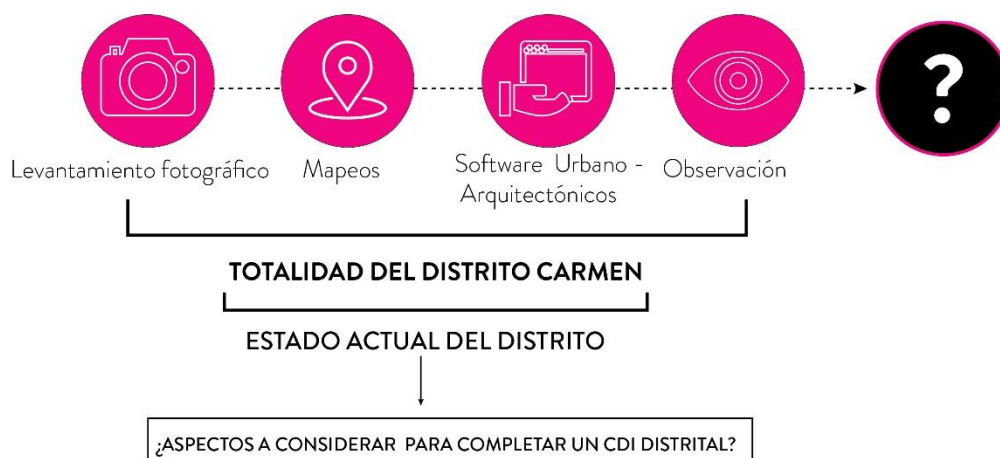 ?
Levantamiento fotográfico
Mapeos
Software Urbano -
Arquitectónicos
Observación
TOTALIDAD DEL DISTRITO CARMEN
ESTADO ACTUAL DEL DISTRITO
¿ASPECTOS A CONSIDERAR PARA COMPLETAR UN CDI DISTRITAL?